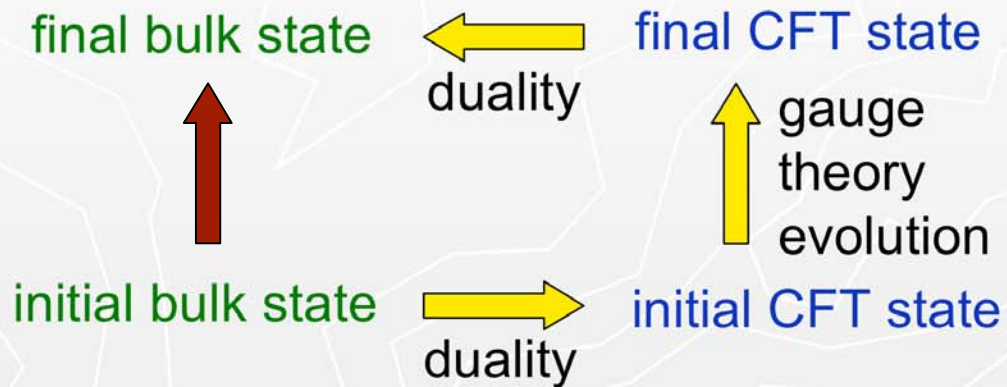 final bulk state
duality
final CFT state
gauge
theory
evolution
initial bulk state
duality
initial CFT state